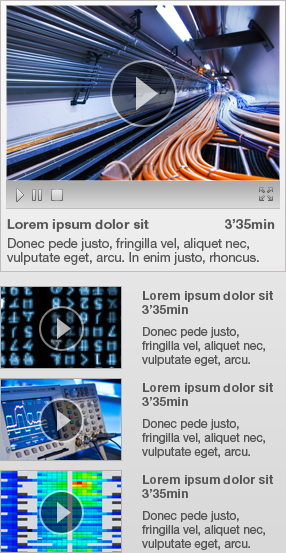 Lorem ipsum dolor sit 3’35min
Donec pede justo, fringilla vel, aliquet nec,
vulputate eget, arcu. In enim justo, rhoncus.
Lorem ipsum dolor sit
3’35min
Donec pede justo,
fringilla vel, aliquet nec,
vulputate eget, arcu.
Lorem ipsum dolor sit
3’35min
Donec pede justo,
fringilla vel, aliquet nec,
vulputate eget, arcu.
Lorem ipsum dolor sit
3’35min
Donec pede justo,
fringilla vel, aliquet nec,
vulputate eget, arcu.